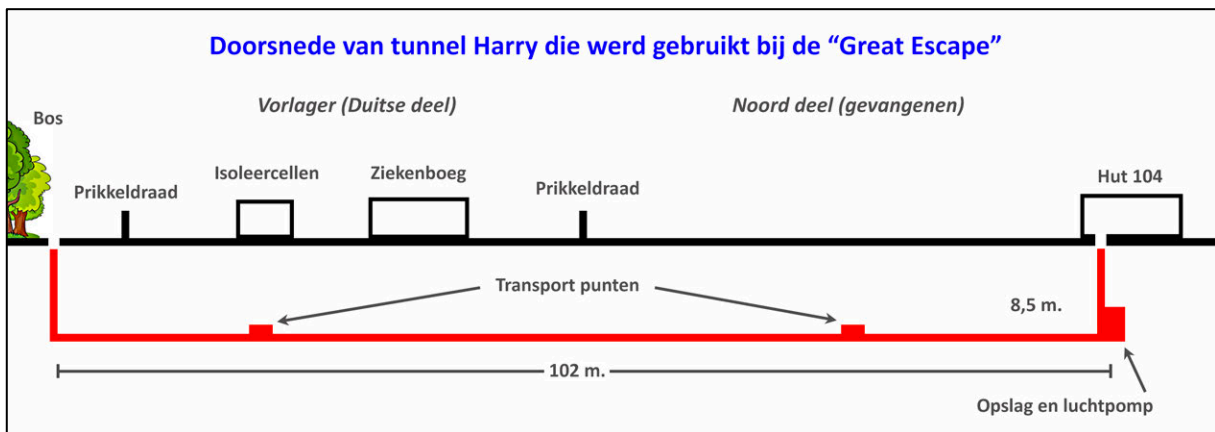 Doorsnede van tunnel Harry die werd gebruikt bij de “Great Escape”
Vorlager (Duitse deel)
Noord deel (gevangenen)
Bos
Prikkeldraad
Isoleercellen
Ziekenboeg
Prikkeldraad
Hut 104
Transport punten
8,5 m.
102 m.
Opslag en luchtpomp